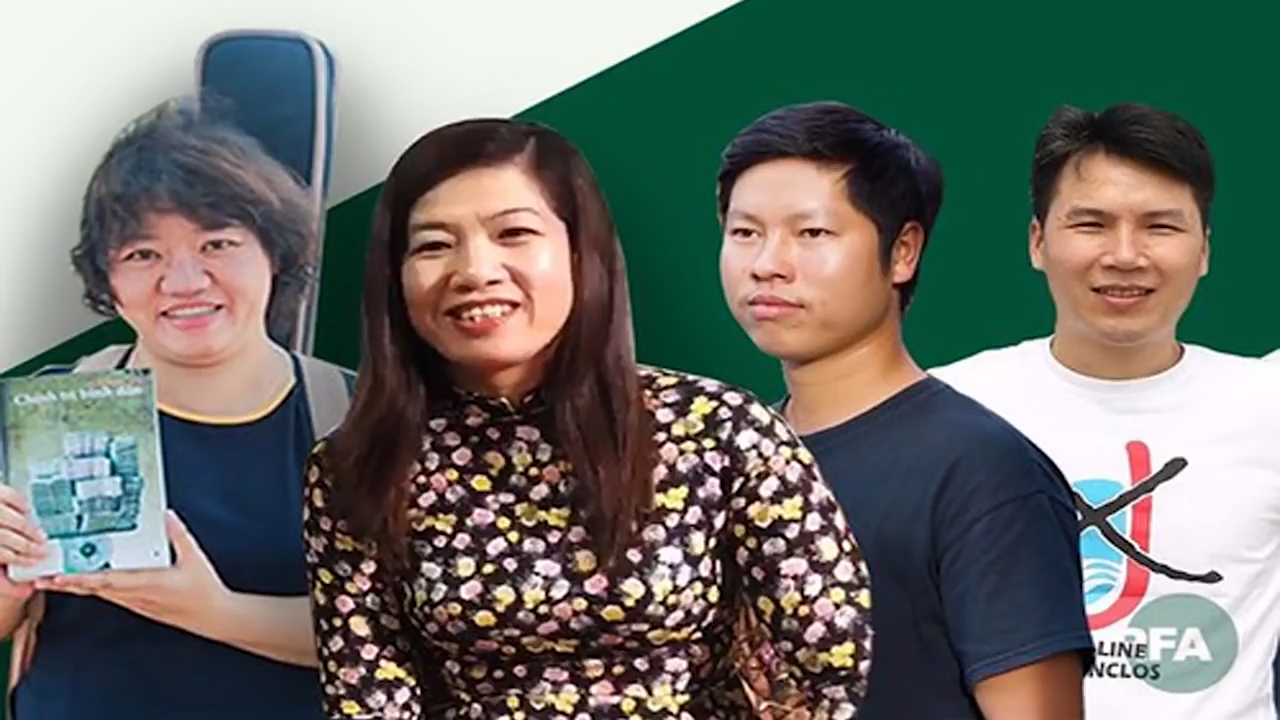 Chính trị bình dân
LINE
NCLOS
RFA